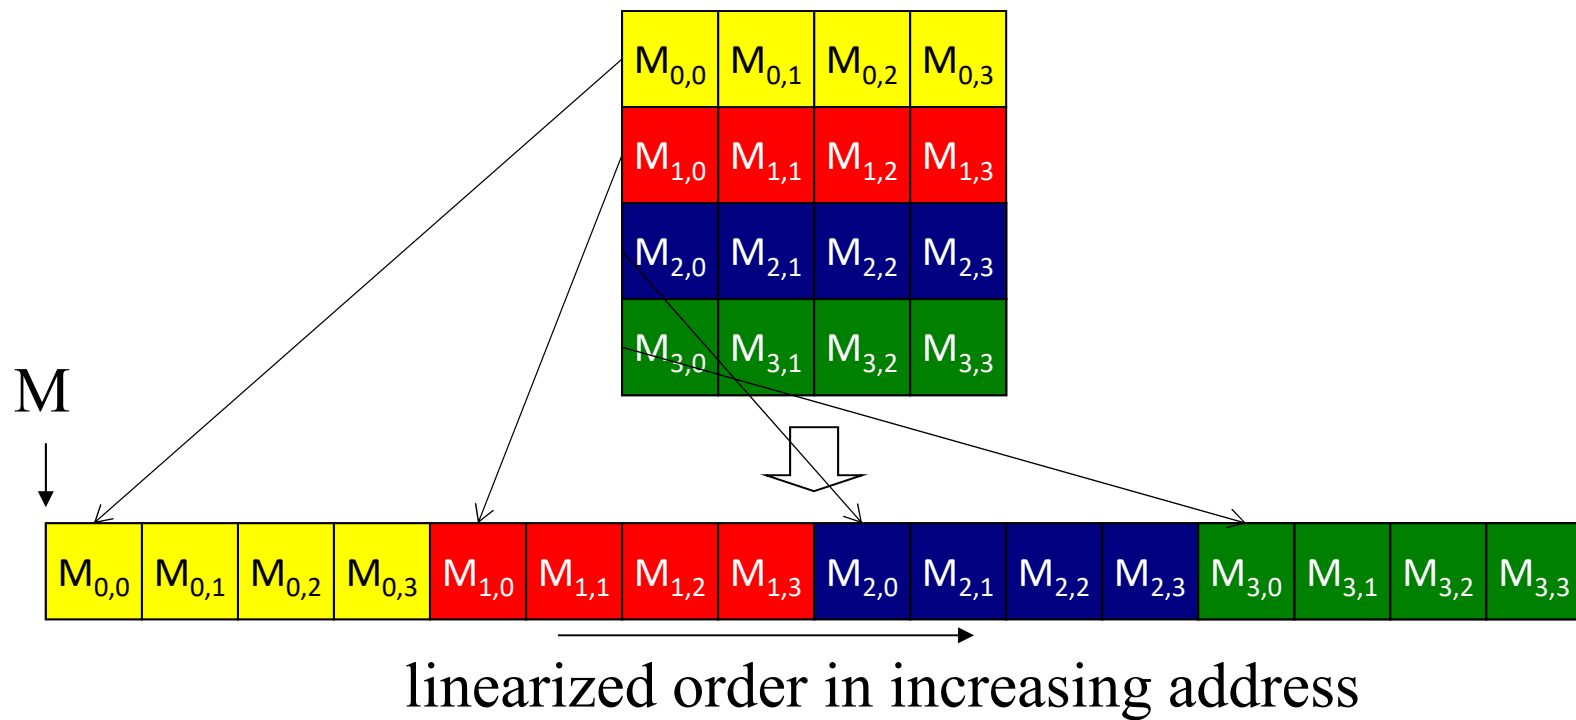 M0,0 M0,1 M0,2 M0,3
M1,0 M1,1 M1,2 M1,3
M2,0 M2,1 M2,2 M2,3
M3,0 M3,1 M3,2 M3,3
M
M0,0 M0,1 M0,2 M0,3 M1,0 M1,1 M1,2 M1,3 M2,0 M2,1 M2,2 M2,3 M3,0 M3,1 M3,2 M3,3
linearized order in increasing address